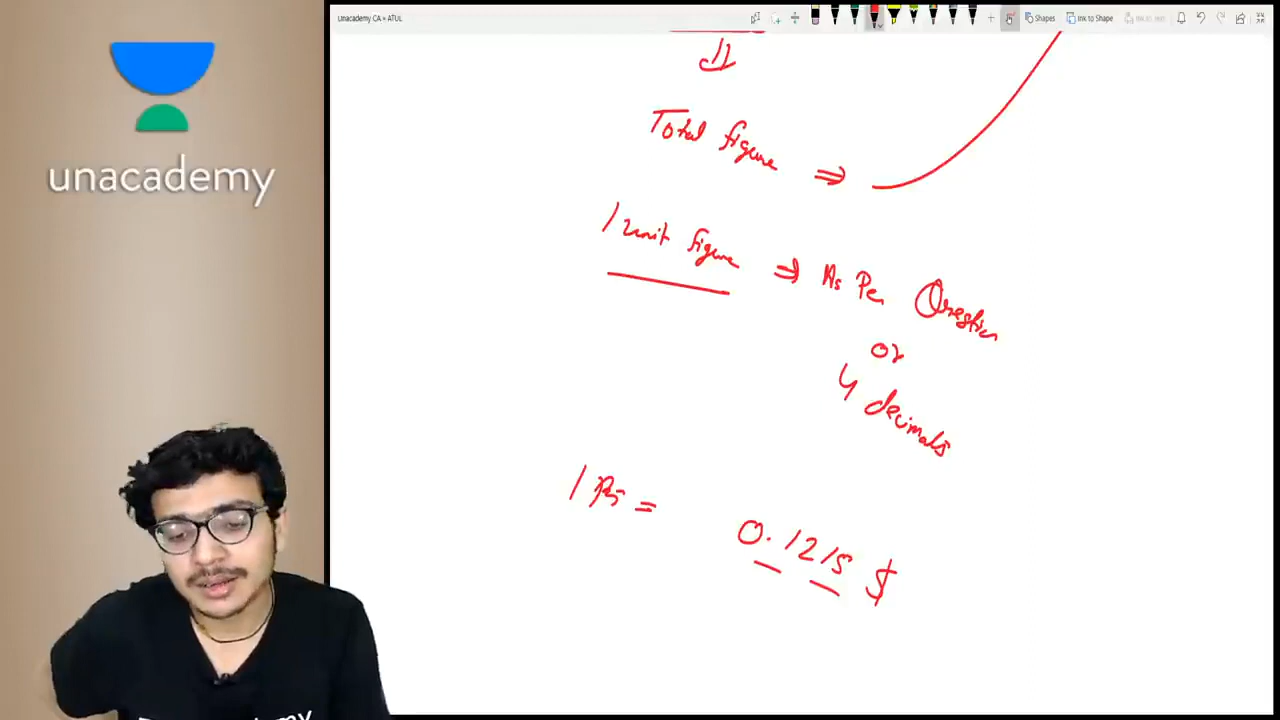 unacademy CA - ATUL
Shapes
Ink to Shape
unacademy
Total figure ⇒
1 unit figure ⇒ As Per Question
or
4 decimals
1 Rs =
0.1215 $